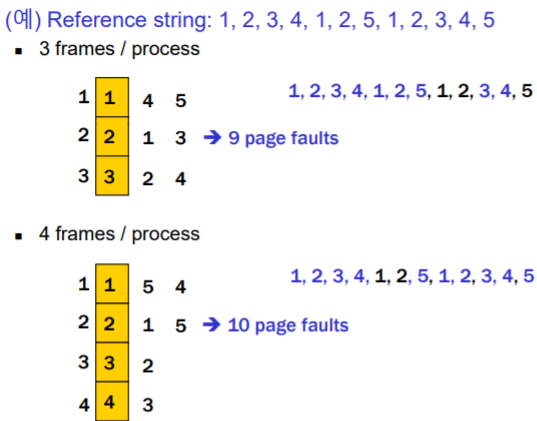 (예) Reference string: 1, 2, 3, 4, 1, 2, 5, 1, 2, 3, 4, 5
▪ 3 frames / process
1 1 4 5 1, 2, 3, 4, 1, 2, 5, 1, 2, 3, 4, 5
2 2 1 3 ➔ 9 page faults
3 3 2 4
▪ 4 frames / process
1 1 5 4 1, 2, 3, 4, 1, 2, 5, 1, 2, 3, 4, 5
2 2 1 5 ➔ 10 page faults
3 3 2
4 4 3